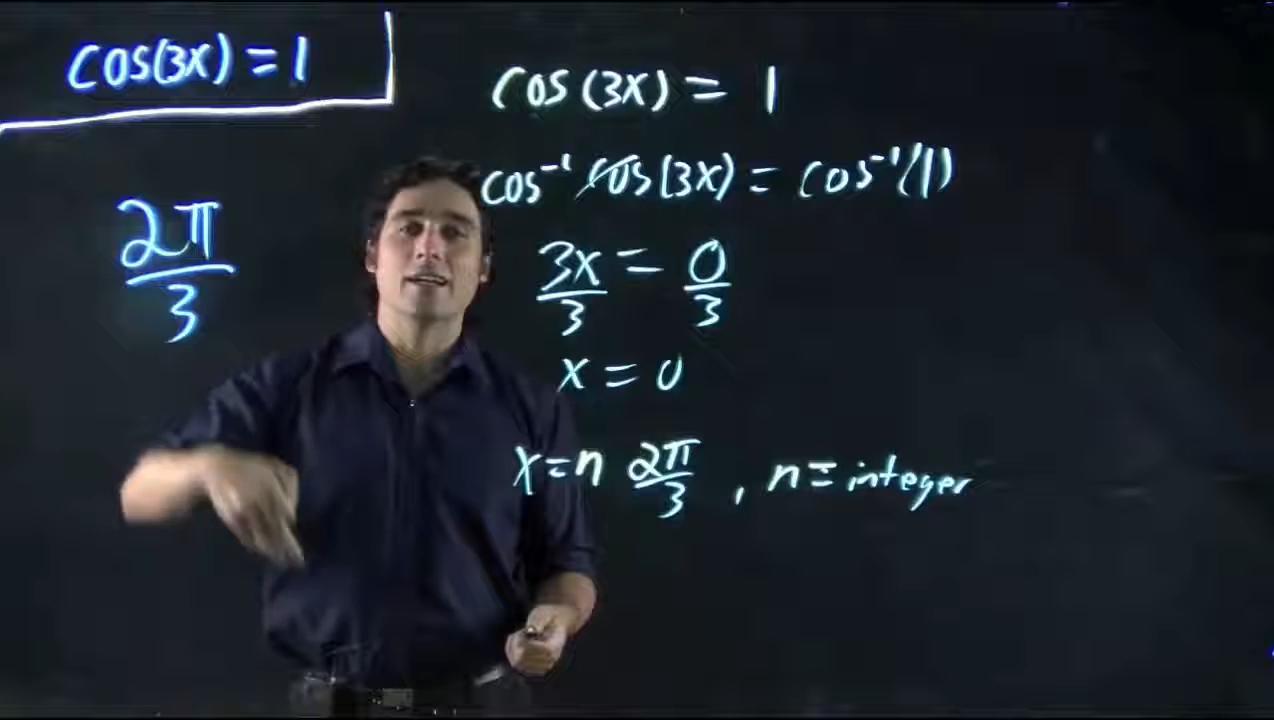 cos(3x) = 1
2π/3
cos(3x) = 1
cos⁻¹ cos(3x) = cos⁻¹(1)
3x/3 = 0/3
x = 0
x = n 2π/3 , n = integer